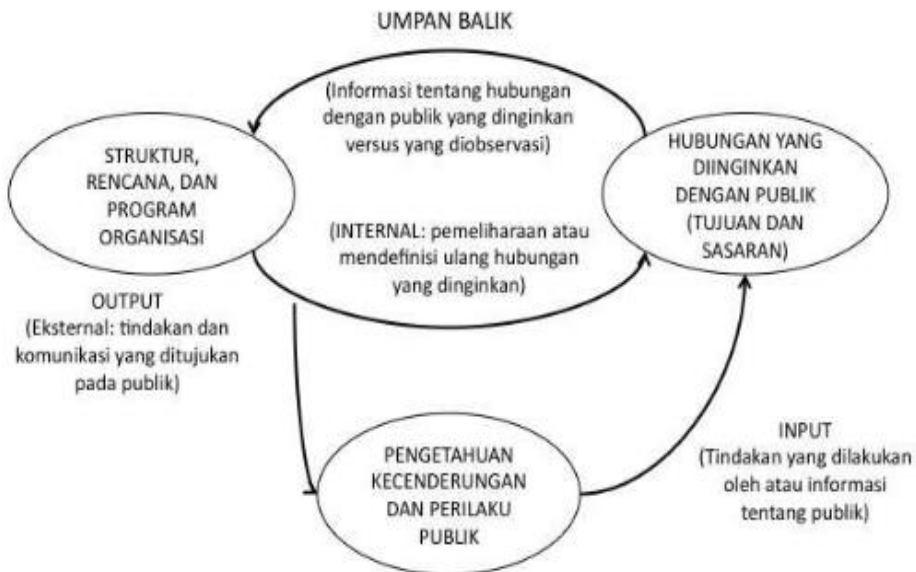 UMPAN BALIK
(Informasi tentang hubungan
dengan publik yang dinginkan
versus yang diobservasi)
STRUKTUR,
RENCANA, DAN
PROGRAM
ORGANISASI
HUBUNGAN YANG
DIINGINKAN
DENGAN PUBLIK
(TUJUAN DAN
SASARAN)
(INTERNAL: pemeliharaan atau
mendefinisi ulang hubungan
yang dinginkan)
OUTPUT
(Eksternal: tindakan dan
komunikasi yang ditujukan
pada publik)
PENGETAHUAN
KECENDERUNGAN
DAN PERILAKU
PUBLIK
INPUT
(Tindakan yang dilakukan
oleh atau informasi
tentang publik)